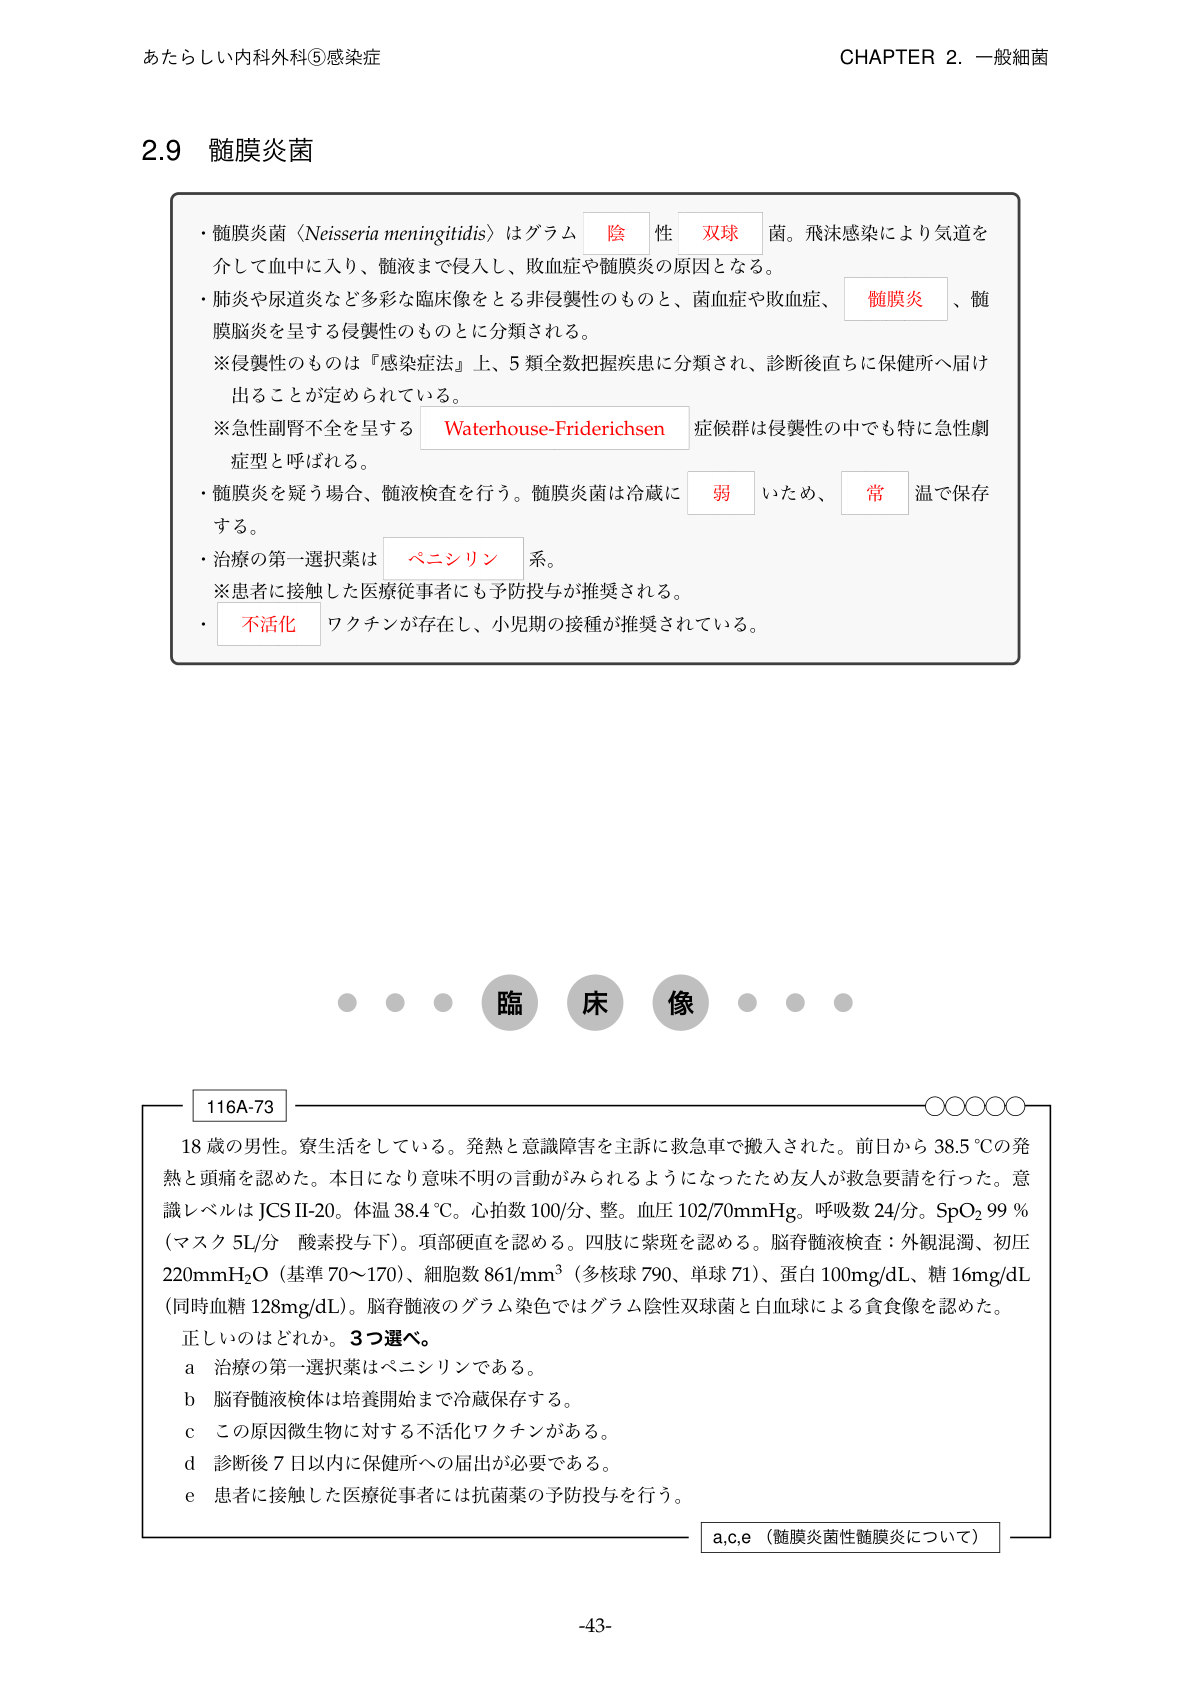 あたらしい内科外科⑤感染症
CHAPTER 2. 一般細菌
2.9 髄膜炎菌
・髄膜炎菌〈Neisseria meningitidis〉はグラム 陰 性 双球 菌。飛沫感染により気道を
介して血中に入り、髄液まで侵入し、敗血症や髄膜炎の原因となる。
・肺炎や尿道炎など多彩な臨床像をとる非侵襲性のものと、菌血症や敗血症、 髄膜炎 、髄
膜脳炎を呈する侵襲性のものとに分類される。
※侵襲性のものは『感染症法』上、5 類全数把握疾患に分類され、診断後直ちに保健所へ届け
出ることが定められている。
※急性副腎不全を呈する Waterhouse-Friderichsen 症候群は侵襲性の中でも特に急性劇
症型と呼ばれる。
・髄膜炎を疑う場合、髄液検査を行う。髄膜炎菌は冷蔵に 弱 いため、 常 温で保存
する。
・治療の第一選択薬は ペニシリン 系。
※患者に接触した医療従事者にも予防投与が推奨される。
・ 不活化 ワクチンが存在し、小児期の接種が推奨されている。
臨 床 像
116A-73
18 歳の男性。寮生活をしている。発熱と意識障害を主訴に救急車で搬入された。前日から 38.5 ℃の発
熱と頭痛を認めた。本日になり意味不明の言動がみられるようになったため友人が救急要請を行った。意
識レベルは JCS II-20。体温 38.4 ℃。心拍数 100/分、整。血圧 102/70mmHg。呼吸数 24/分。SpO₂ 99 %
（マスク 5L/分　酸素投与下）。項部硬直を認める。四肢に紫斑を認める。脳脊髄液検査：外観混濁、初圧
220mmH₂O（基準 70〜170）、細胞数 861/mm³（多核球 790、単球 71）、蛋白 100mg/dL、糖 16mg/dL
（同時血糖 128mg/dL）。脳脊髄液のグラム染色ではグラム陰性双球菌と白血球による貪食像を認めた。
正しいのはどれか。3つ選べ。
a 治療の第一選択薬はペニシリンである。
b 脳脊髄液検体は培養開始まで冷蔵保存する。
c この原因微生物に対する不活化ワクチンがある。
d 診断後 7 日以内に保健所への届出が必要である。
e 患者に接触した医療従事者には抗菌薬の予防投与を行う。
a,c,e （髄膜炎菌性髄膜炎について）
-43-